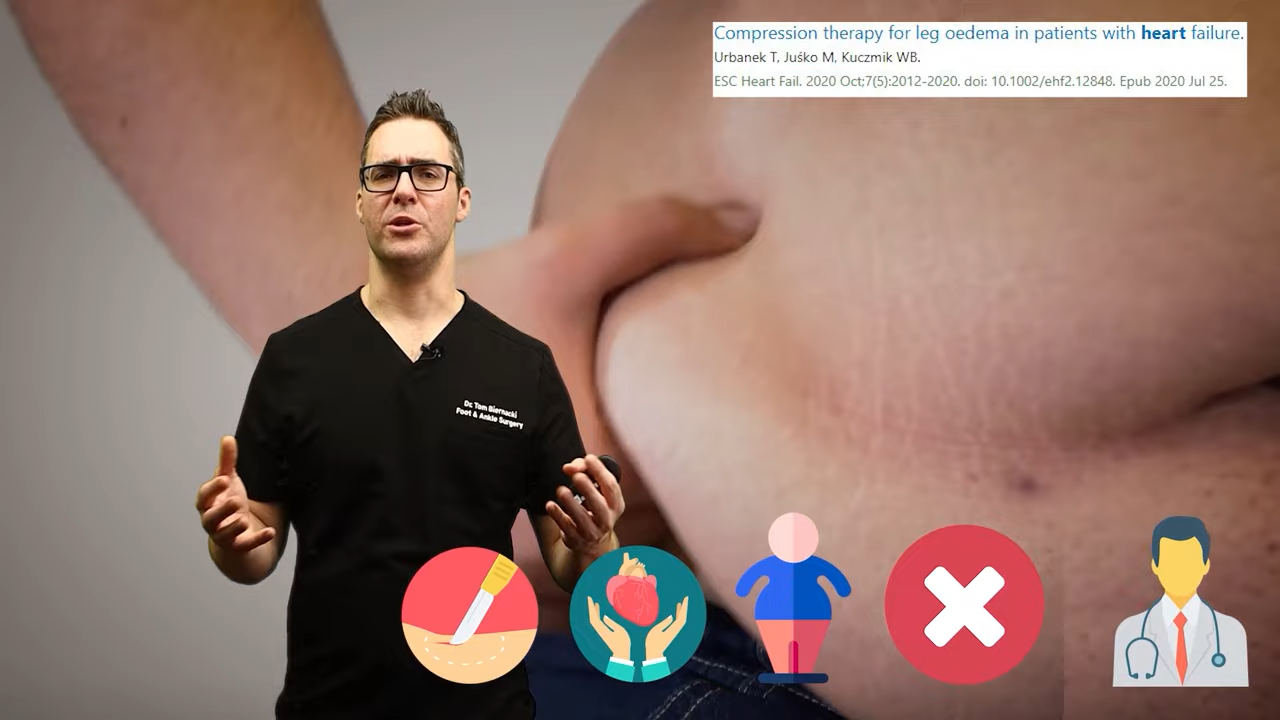 Compression therapy for leg oedema in patients with heart failure.
Urbanek T, Juśko M, Kuczmik WB.
ESC Heart Fail. 2020 Oct;7(5):2012-2020. doi: 10.1002/ehf2.12848. Epub 2020 Jul 25.
Dr. Tom Biernacki
Foot & Ankle Surgery